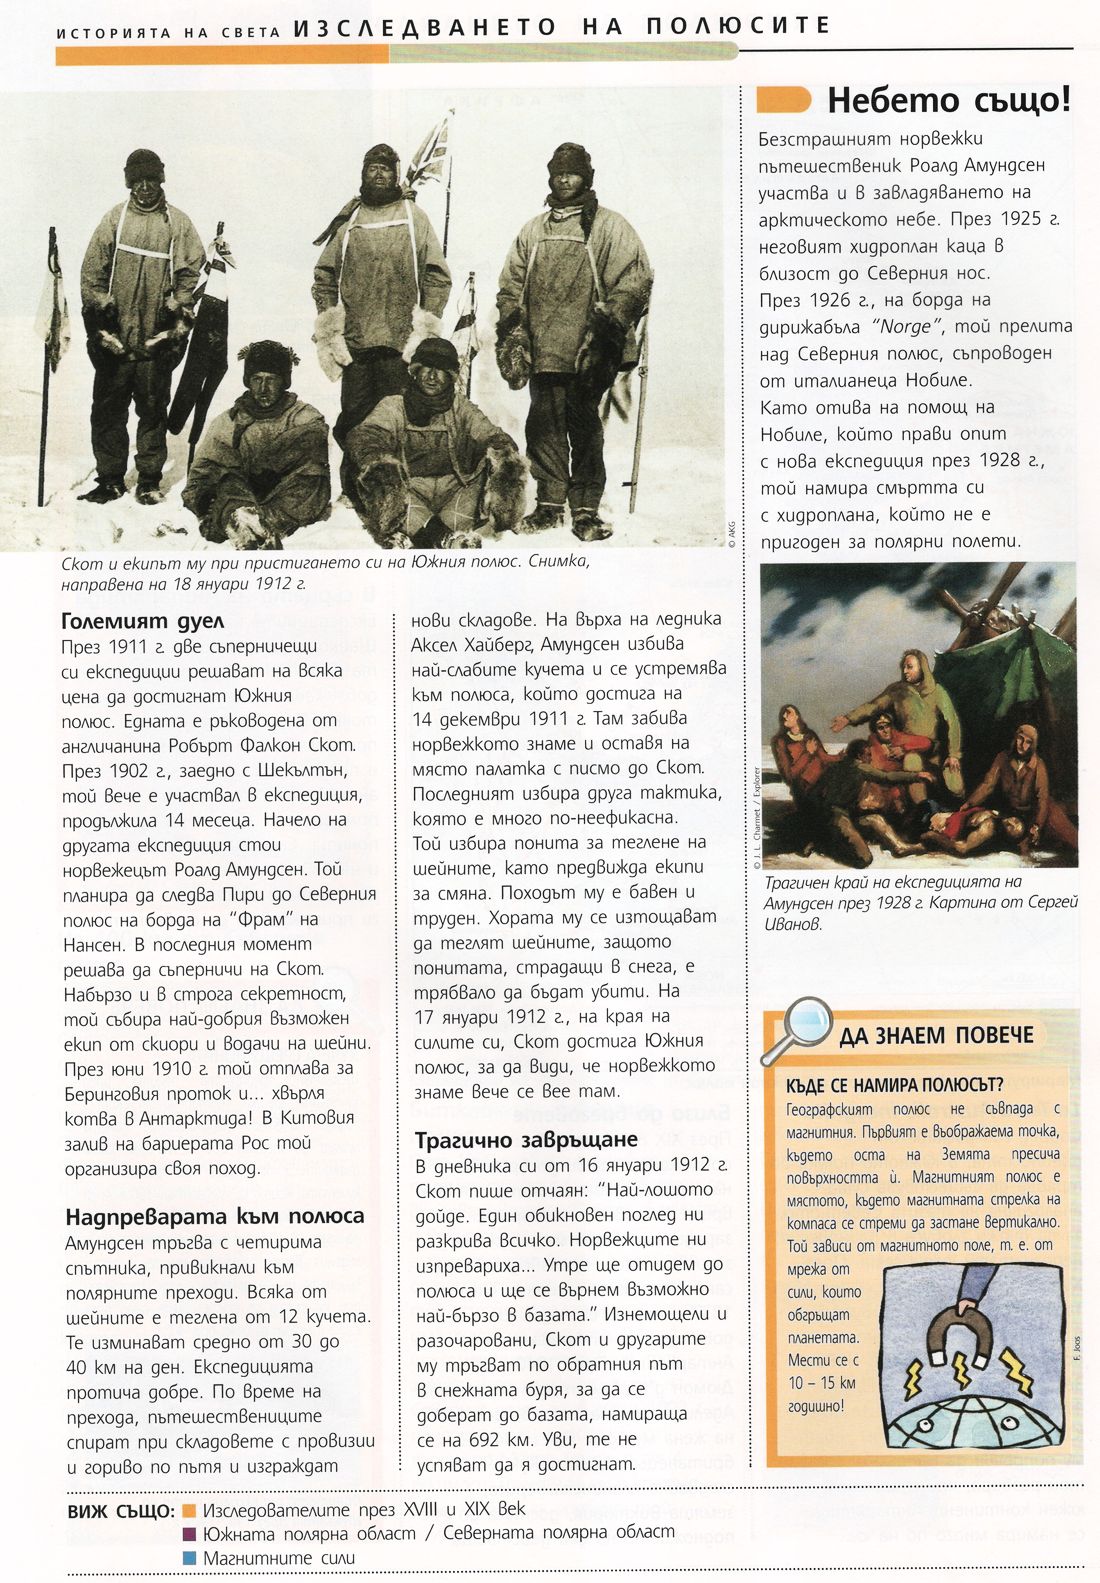 ИСТОРИЯТА НА СВЕТА ИЗСЛЕДВАНЕТО НА ПОЛЮСИТЕ
© AKG
Скот и екипът му при пристигането си на Южния полюс. Снимка,
направена на 18 януари 1912 г.
Големият дуел
През 1911 г. две съперничещи
си експедиции решават на всяка
цена да достигнат Южния
полюс. Едната е ръководена от
англичанина Робърт Фалкон Скот.
През 1902 г., заедно с Шекълтън,
той вече е участвал в експедиция,
продължила 14 месеца. Начело на
другата експедиция стои
норвежецът Роалд Амундсен. Той
планира да следва Пири до Северния
полюс на борда на “Фрам” на
Нансен. В последния момент
решава да съперничи на Скот.
Набързо и в строга секретност,
той събира най-добрия възможен
екип от скиори и водачи на шейни.
През юни 1910 г. той отплава за
Беринговия проток и... хвърля
котва в Антарктида! В Китовия
залив на бариерата Рос той
организира своя поход.
Надпреварата към полюса
Амундсен тръгва с четирима
спътника, привикнали към
полярните преходи. Всяка от
шейните е теглена от 12 кучета.
Те изминават средно от 30 до
40 км на ден. Експедицията
протича добре. По време на
прехода, пътешествениците
спират при складовете с провизии
и гориво по пътя и изграждат
нови складове. На върха на ледника
Аксел Хайберг, Амундсен избива
най-слабите кучета и се устремява
към полюса, който достига на
14 декември 1911 г. Там забива
норвежкото знаме и оставя на
място палатка с писмо до Скот.
Последният избира друга тактика,
която е много по-неефикасна.
Той избира понита за теглене на
шейните, като предвижда екипи
за смяна. Походът му е бавен и
труден. Хората му се изтощават
да теглят шейните, защото
понитата, страдащи в снега, е
трябвало да бъдат убити. На
17 януари 1912 г., на края на
силите си, Скот достига Южния
полюс, за да види, че норвежкото
знаме вече се вее там.
Трагично завръщане
В дневника си от 16 януари 1912 г.
Скот пише отчаян: “Най-лошото
дойде. Един обикновен поглед ни
разкрива всичко. Норвежците ни
изпревариха... Утре ще отидем до
полюса и ще се върнем възможно
най-бързо в базата.” Изнемощели и
разочаровани, Скот и другарите
му тръгват по обратния път
в снежната буря, за да се
доберат до базата, намираща
се на 692 км. Уви, те не
успяват да я достигнат.
Небето също!
Безстрашният норвежки
пътешественик Роалд Амундсен
участва и в завладяването на
арктическото небе. През 1925 г.
неговият хидроплан каца в
близост до Северния нос.
През 1926 г., на борда на
дирижабъла “Norge”, той прелита
над Северния полюс, съпроводен
от италианеца Нобиле.
Като отива на помощ на
Нобиле, който прави опит
с нова експедиция през 1928 г.,
той намира смъртта си
с хидроплана, който не е
пригоден за полярни полети.
© J. L. Charmet / Explorer
Трагичен край на експедицията на
Амундсен през 1928 г. Картина от Сергей
Иванов.
ДА ЗНАЕМ ПОВЕЧЕ
КЪДЕ СЕ НАМИРА ПОЛЮСЪТ?
Географският полюс не съвпада с
магнитния. Първият е въображаема точка,
където оста на Земята пресича
повърхността ѝ. Магнитният полюс е
мястото, където магнитната стрелка на
компаса се стреми да застане вертикално.
Той зависи от магнитното поле, т. е. от
мрежа от
сили, които
обгръщат
планетата.
Мести се с
10 – 15 км
годишно!
F. Joos
ВИЖ СЪЩО: Изследователите през XVIII и XIX век
Южната полярна област / Северната полярна област
Магнитните сили